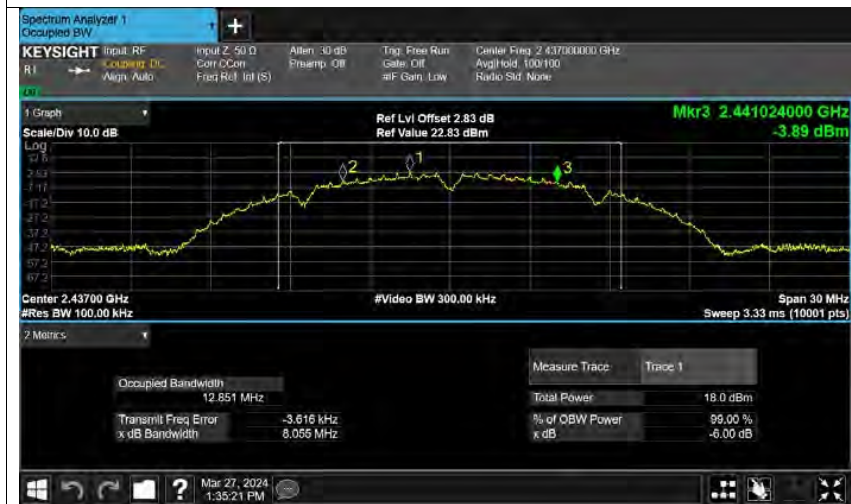 Spectrum Analyzer 1
Occupied BW
+
KEYSIGHT Input: RF Input Z: 50 Ω Atten: 30 dB Trig: Free Run Center Freq: 2.437000000 GHz
RL Coupling: DC Corr CCorr Preamp: Off Gate: Off Avg|Hold: 100/100
Align: Auto Freq Ref: Int (S) #IF Gain: Low Radio Std: None
1 Graph Ref Lvl Offset 2.83 dB Mkr3 2.441024000 GHz
Scale/Div 10.0 dB Ref Value 22.83 dBm -3.89 dBm
Log
2 1 3
Center 2.43700 GHz #Video BW 300.00 kHz Span 30 MHz
#Res BW 100.00 kHz Sweep 3.33 ms (10001 pts)
2 Metrics
Measure Trace Trace 1
Occupied Bandwidth
12.851 MHz Total Power 18.0 dBm
Transmit Freq Error -3.616 kHz % of OBW Power 99.00 %
x dB Bandwidth 8.055 MHz x dB -6.00 dB
? Mar 27, 2024
1:35:21 PM